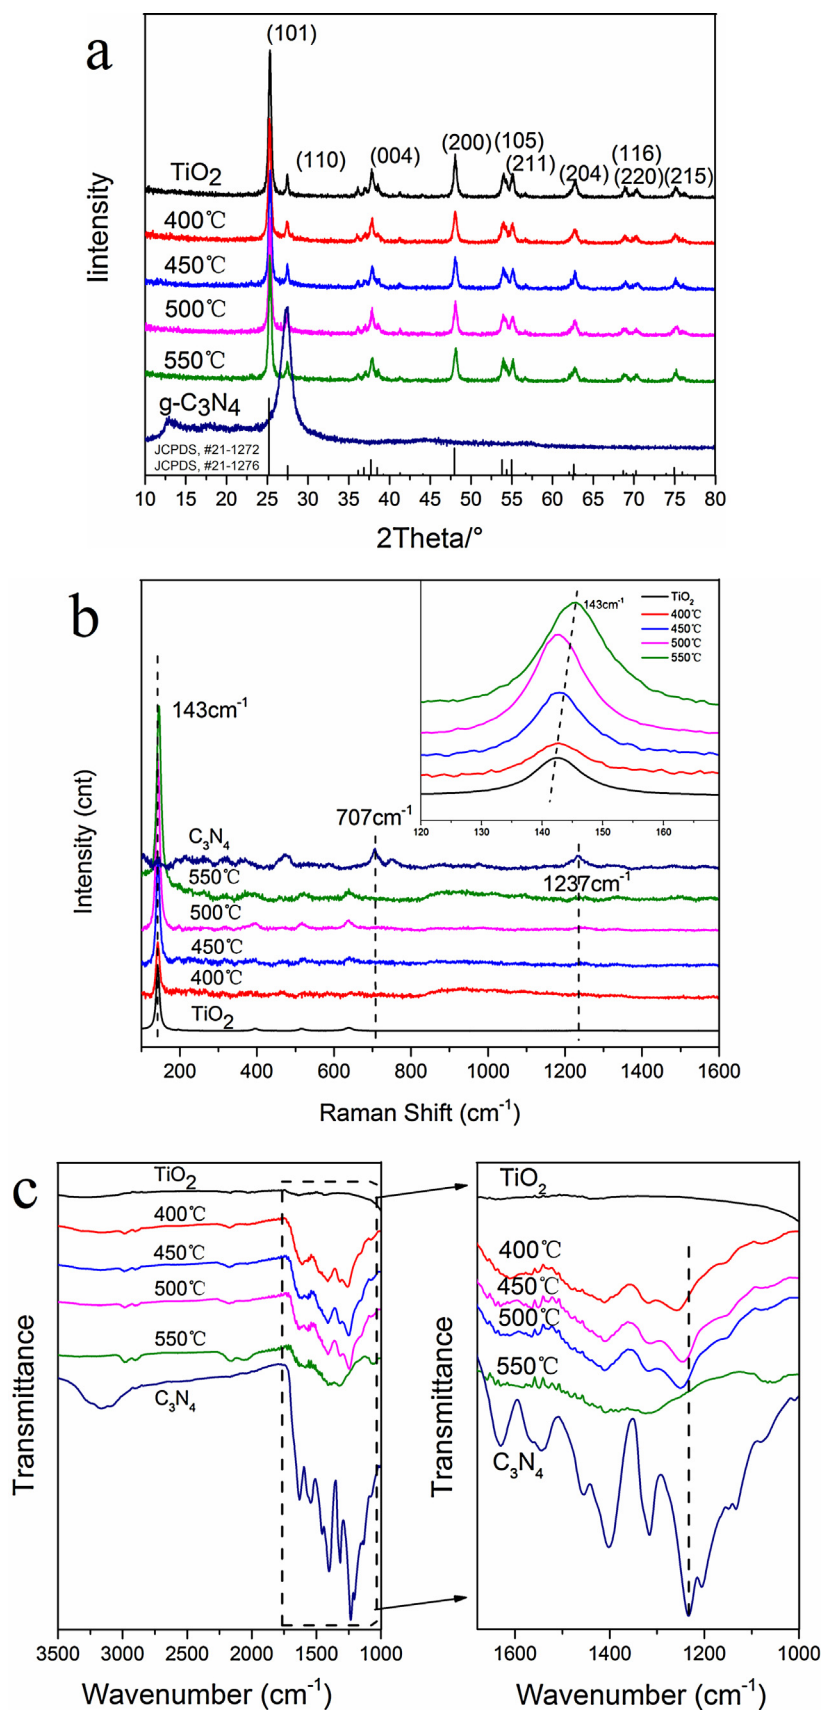 a
(101)
(110)
(004)
(200)
(105)
(211)
(204)
(116)
(220)
(215)
TiO2
400℃
450℃
500℃
550℃
g-C3N4
JCPDS, #21-1272
JCPDS, #21-1276
Iintensity
10 15 20 25 30 35 40 45 50 55 60 65 70 75 80
2Theta/°
b
143cm-1
707cm-1
1237cm-1
C3N4
550℃
500℃
450℃
400℃
TiO2
143cm-1
TiO2
400℃
450℃
500℃
550℃
120 130 140 150 160
Intensity (cnt)
200 400 600 800 1000 1200 1400 1600
Raman Shift (cm-1)
c
TiO2
400℃
450℃
500℃
550℃
C3N4
Transmittance
3500 3000 2500 2000 1500 1000
Wavenumber (cm-1)
TiO2
400℃
450℃
500℃
550℃
C3N4
Transmittance
1600 1400 1200 1000
Wavenumber (cm-1)